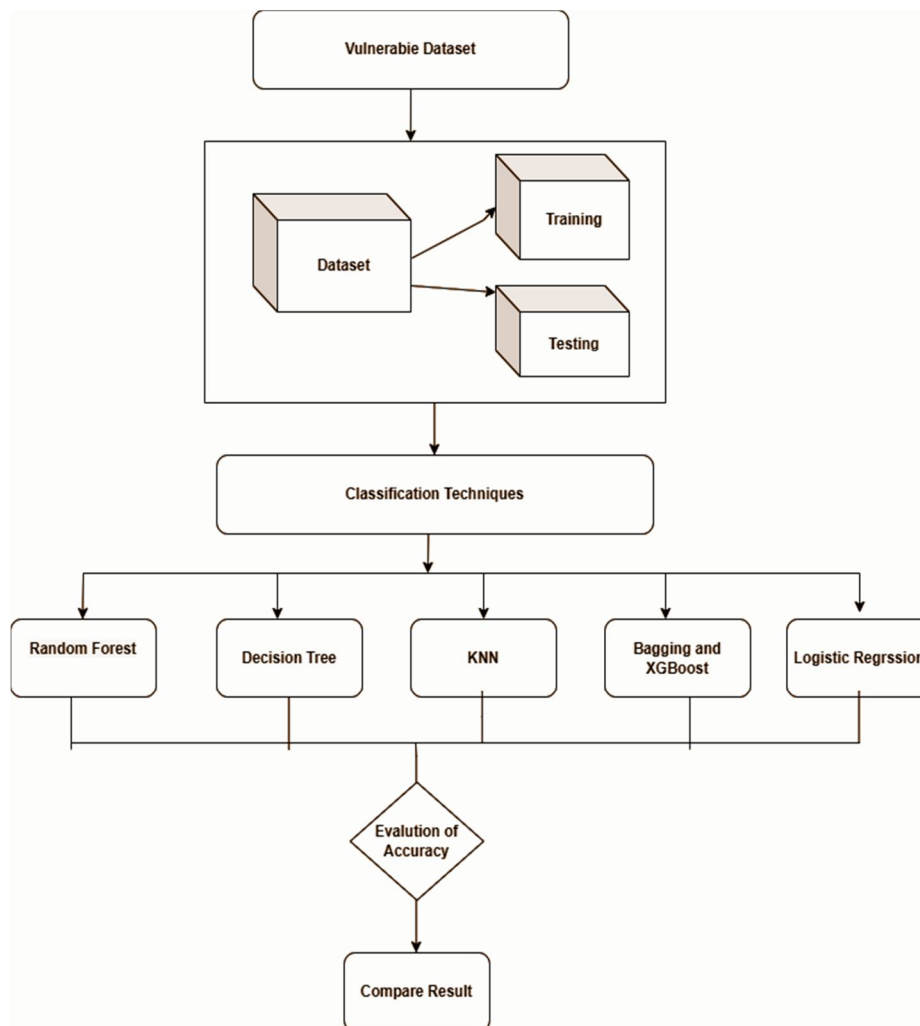 Vulnerabie Dataset
Training
Dataset
Testing
Classification Techniques
Random Forest
Decision Tree
KNN
Bagging and
XGBoost
Logistic Regrssion
Evalution of
Accuracy
Compare Result